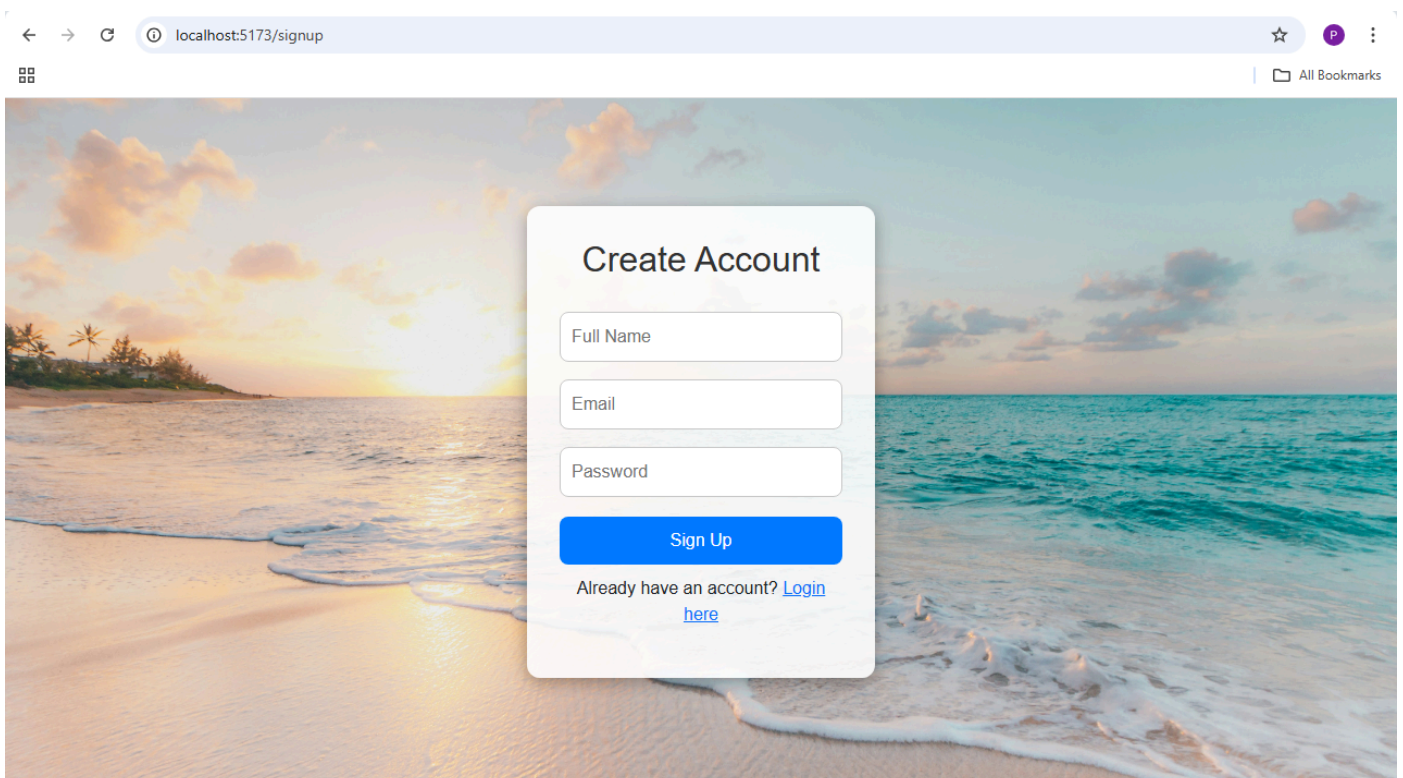 localhost:5173/signup
P
All Bookmarks
Create Account
Full Name
Email
Password
Sign Up
Already have an account? Login
here